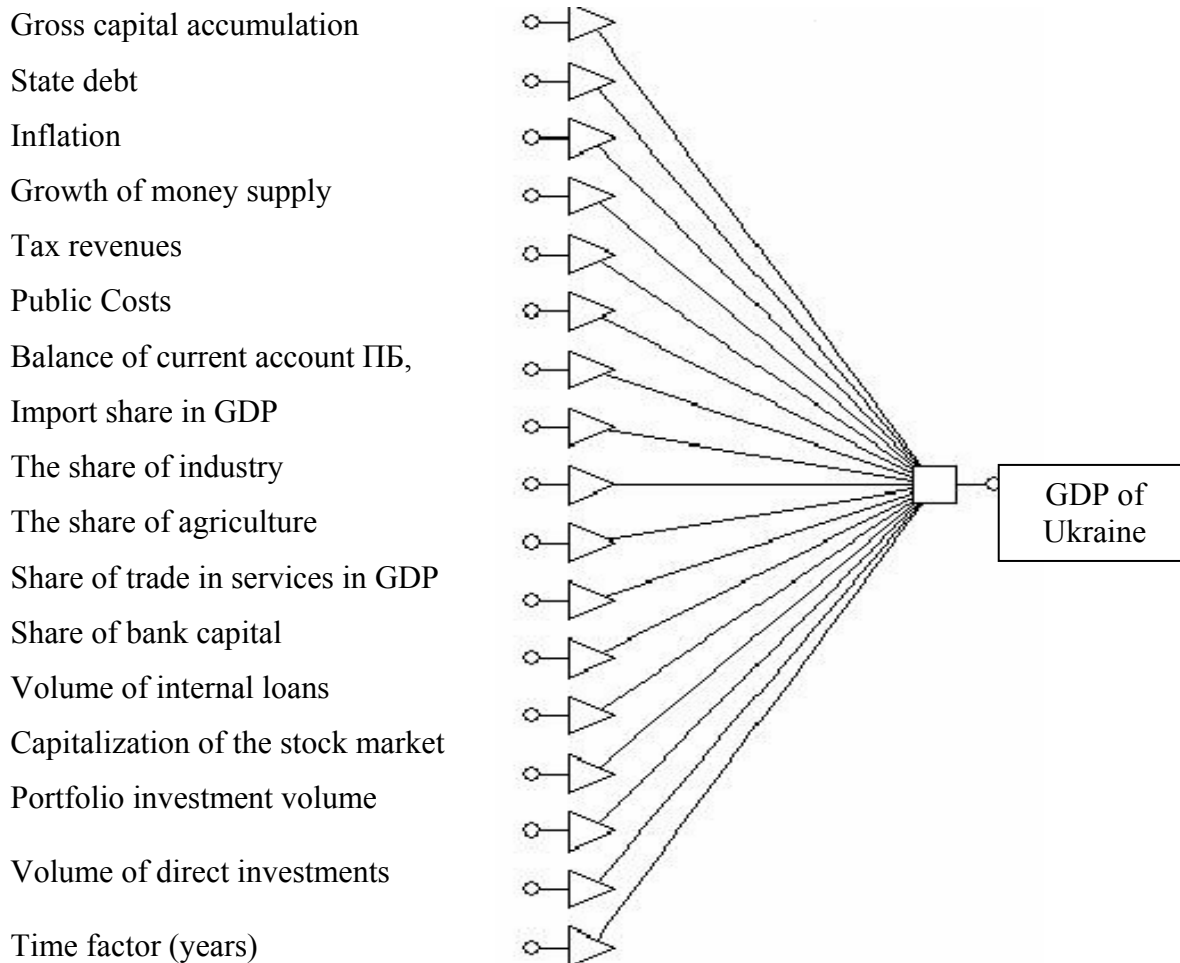 Gross capital accumulation
State debt
Inflation
Growth of money supply
Tax revenues
Public Costs
Balance of current account ПБ,
Import share in GDP
The share of industry
The share of agriculture
Share of trade in services in GDP
Share of bank capital
Volume of internal loans
Capitalization of the stock market
Portfolio investment volume
Volume of direct investments
Time factor (years)
GDP of
Ukraine